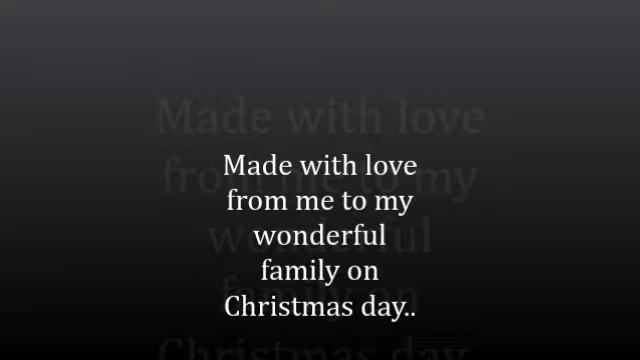 Made with love
from me to my
wonderful
family on
Christmas day..